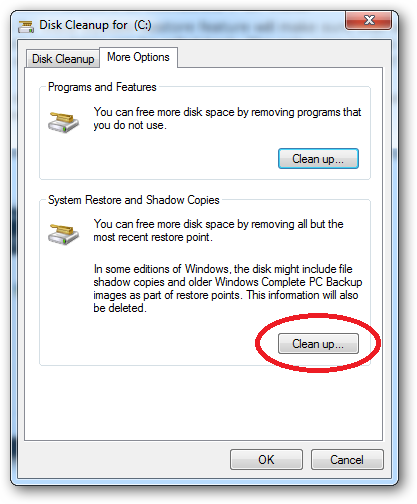 Disk Cleanup for (C:)
Disk Cleanup
More Options
Programs and Features
You can free more disk space by removing programs that
you do not use.
Clean up...
System Restore and Shadow Copies
You can free more disk space by removing all but the
most recent restore point.
In some editions of Windows, the disk might include file
shadow copies and older Windows Complete PC Backup
images as part of restore points. This information will also
be deleted.
Clean up...
OK
Cancel